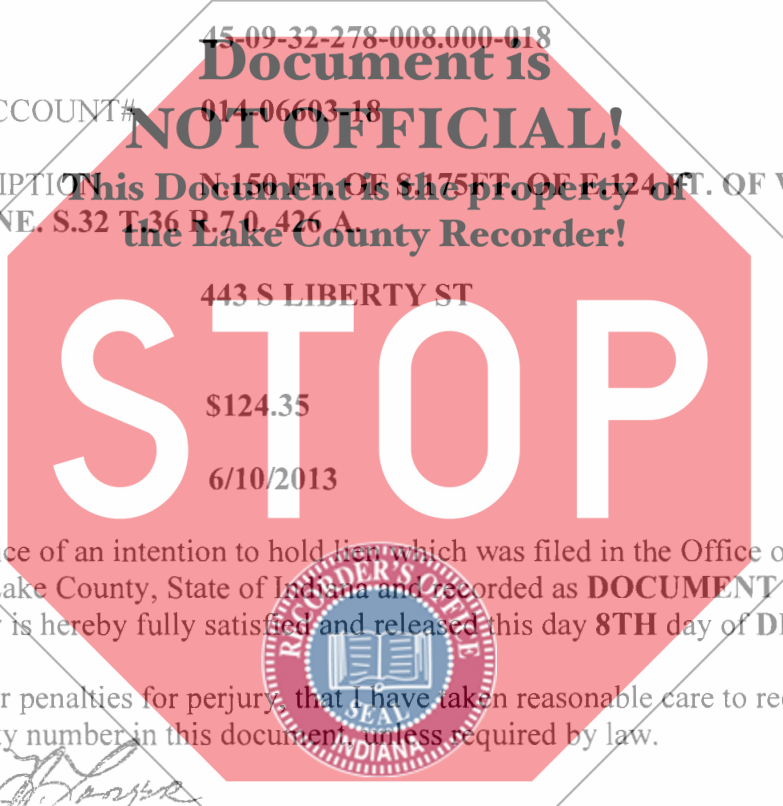 45-09-32-278-008.000-018
Document is
CCOUNT# 014-06603-18
NOT OFFICIAL!
IPTION N.150 FT. OF S.175FT. OF E.124 FT. OF
This Document is the property of
NE. S.32 T.36 R.7 0. 426 A.
the Lake County Recorder!
443 S LIBERTY ST
STOP
$124.35
6/10/2013
ce of an intention to hold lien which was filed in the Office o
ake County, State of Indiana and recorded as DOCUMENT
is hereby fully satisfied and released this day 8TH day of D
RECORDER'S OFFICE
SEAL
INDIANA
r penalties for perjury, that I have taken reasonable care to re
ty number in this document, unless required by law.